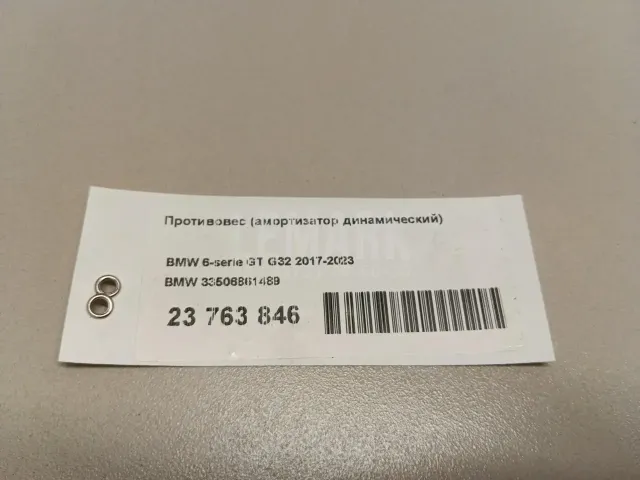 Противовес (амортизатор динамический)
BMW 6-serie GT G32 2017-2023
BMW 33506861489
23 763 846